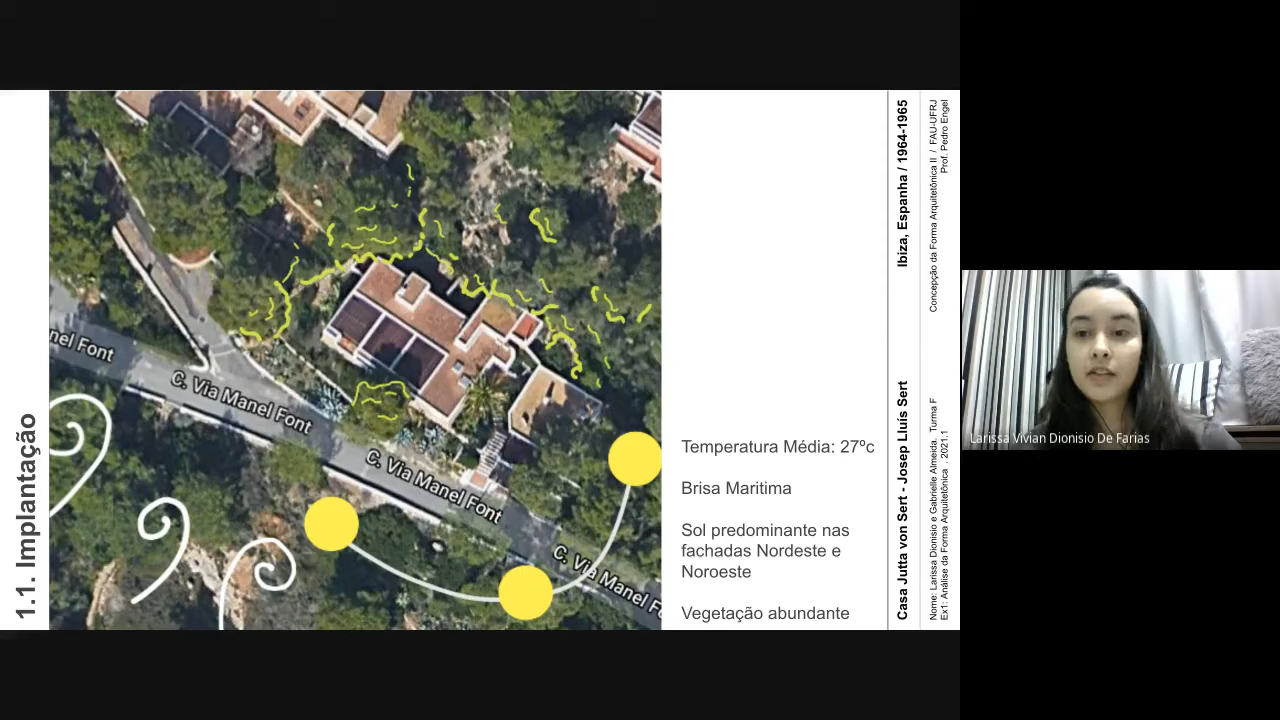 1.1. Implantação
nel Font
C. Via Manel Font
C. Via Manel Font
C. Via Manel Fo
Temperatura Média: 27ºc
Brisa Maritima
Sol predominante nas
fachadas Nordeste e
Noroeste
Vegetação abundante
Casa Jutta von Sert - Josep Lluís Sert
Ibiza, Espanha / 1964-1965
Nome: Larissa Dionisio e Gabrielle Almeida. Turma F
Ex1: Análise da Forma Arquitetônica . 2021.1
Concepção da Forma Arquitetônica II / FAU-UFRJ
Prof. Pedro Engel
Larissa Vivian Dionisio De Farias